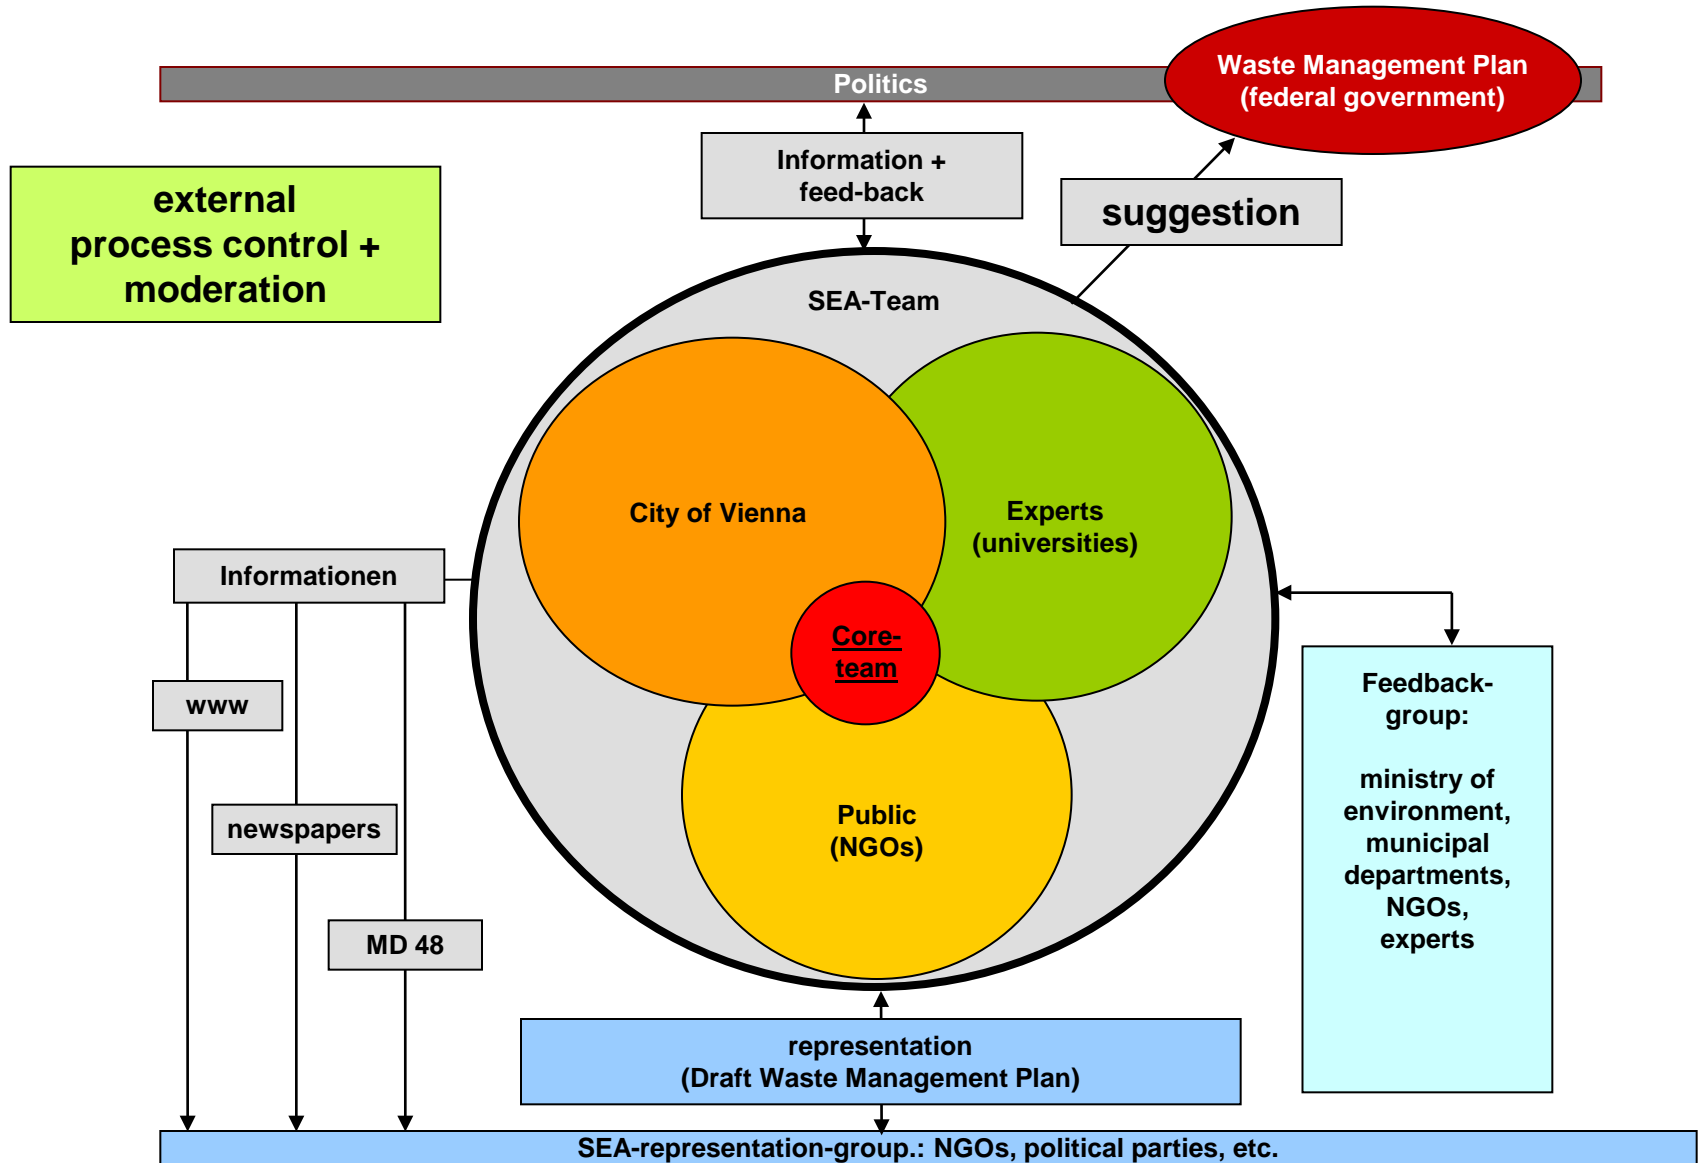 Politics
Waste Management Plan
(federal government)
Information +
feed-back
suggestion
external
process control +
moderation
SEA-Team
City of Vienna
Experts
(universities)
Core-
team
Public
(NGOs)
Informationen
www
newspapers
MD 48
Feedback-
group:
ministry of
environment,
municipal
departments,
NGOs,
experts
representation
(Draft Waste Management Plan)
SEA-representation-group.: NGOs, political parties, etc.